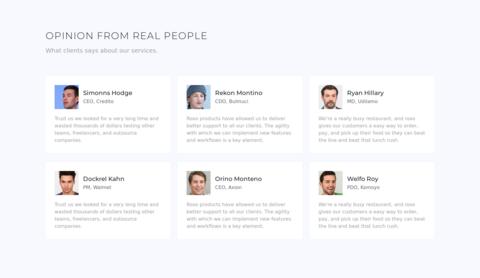 OPINION FROM REAL PEOPLE
What clients says about our services.
Simonns Hodge
CEO, Credito
Trust us we looked for a very long time and
wasted thousands of dollars testing other
teams, freelancers, and outsource
companies.
Rekon Montino
CDO, Bulmuci
Rose products have allowed us to deliver
better support to all our clients. The agility
with which we can implement new features
and workflows is a key element.
Ryan Hillary
MD, Udilamo
We're a really busy restaurant, and rose
gives our customers a easy way to order,
pay, and pick up their food so they can beat
the line and beat that lunch rush.
Dockrel Kahn
PM, Walmet
Trust us we looked for a very long time and
wasted thousands of dollars testing other
teams, freelancers, and outsource
companies.
Orino Monteno
CEO, Axon
Rose products have allowed us to deliver
better support to all our clients. The agility
with which we can implement new features
and workflows is a key element.
Welfo Roy
PDO, Komoyo
We're a really busy restaurant, and rose
gives our customers a easy way to order,
pay, and pick up their food so they can beat
the line and beat that lunch rush.